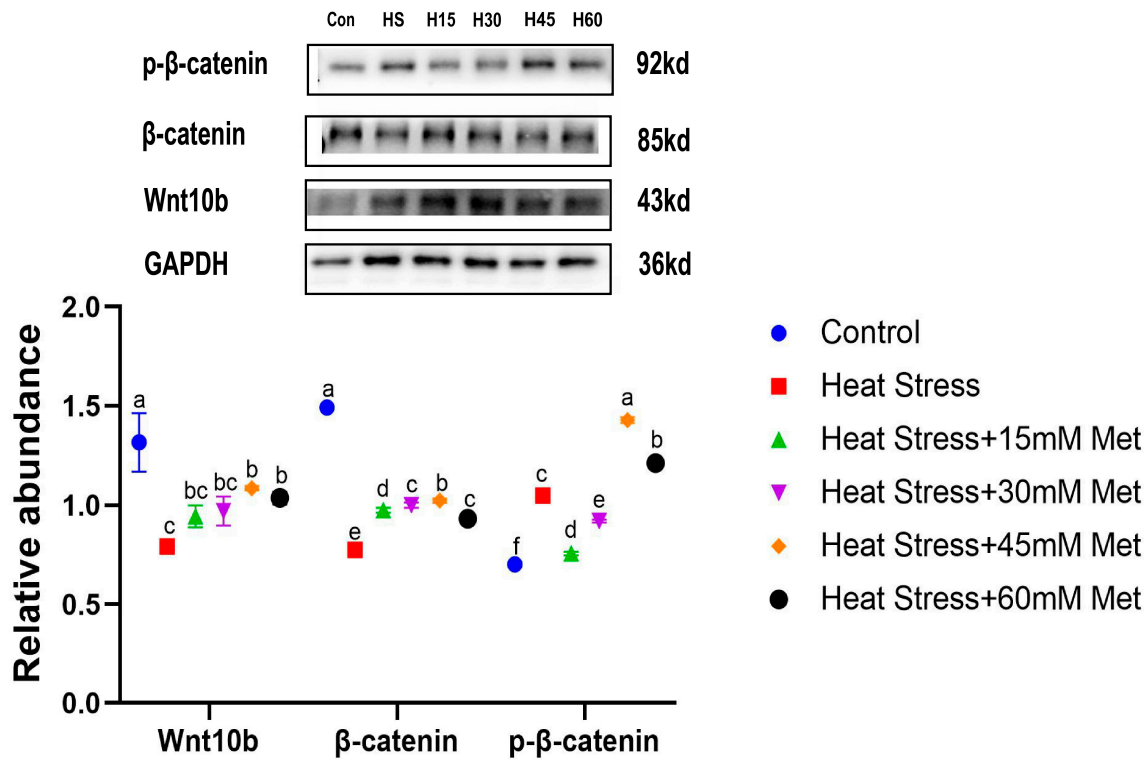 Con HS H15 H30 H45 H60
p-β-catenin 92kd
β-catenin 85kd
Wnt10b 43kd
GAPDH 36kd
Relative abundance
2.0
1.5
1.0
0.5
0.0
a
c
bc
bc
b
b
a
e
d
c
b
c
f
c
d
e
a
b
Wnt10b β-catenin p-β-catenin
Control
Heat Stress
Heat Stress+15mM Met
Heat Stress+30mM Met
Heat Stress+45mM Met
Heat Stress+60mM Met